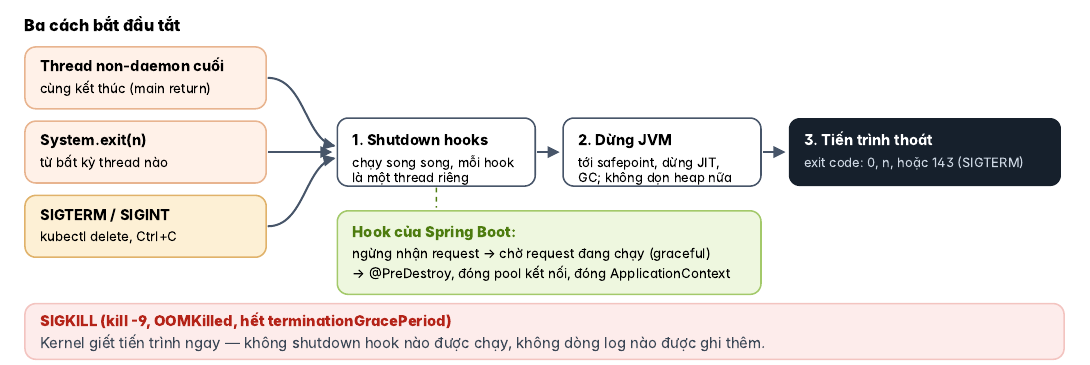 Ba cách bắt đầu tắt
Thread non-daemon cuối
cùng kết thúc (main return)
System.exit(n)
từ bất kỳ thread nào
SIGTERM / SIGINT
kubectl delete, Ctrl+C
1. Shutdown hooks
chạy song song, mỗi hook
là một thread riêng
2. Dừng JVM
tới safepoint, dừng JIT,
GC; không dọn heap nữa
3. Tiến trình thoát
exit code: 0, n, hoặc 143 (SIGTERM)
Hook của Spring Boot:
ngừng nhận request → chờ request đang chạy (graceful)
→ @PreDestroy, đóng pool kết nối, đóng ApplicationContext
SIGKILL (kill -9, OOMKilled, hết terminationGracePeriod)
Kernel giết tiến trình ngay — không shutdown hook nào được chạy, không dòng log nào được ghi thêm.